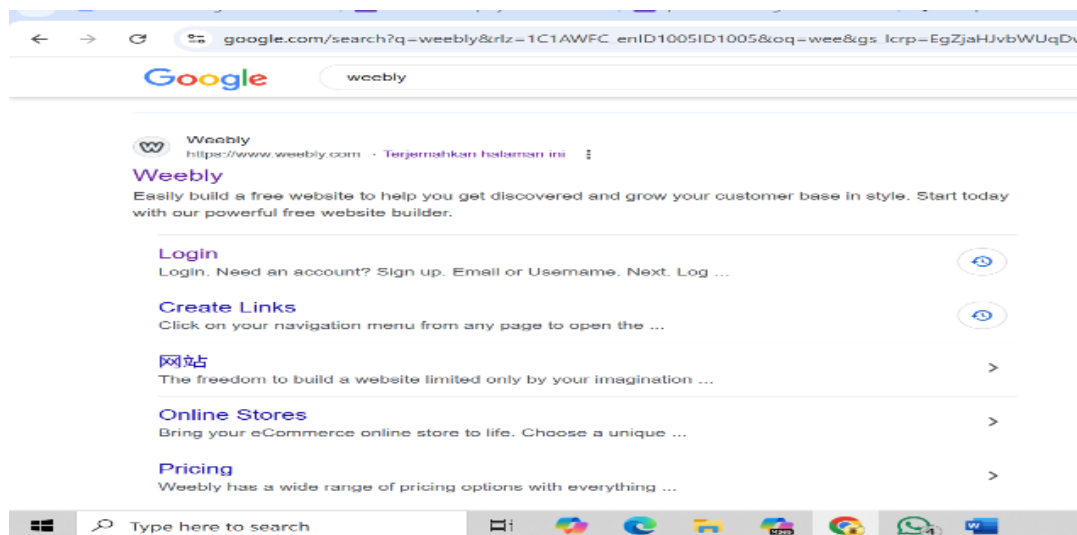 google.com/search?q=weebly&rlz=1C1AWFC_enID1005ID1005&oq=wee&gs_lcrp=EgZjaHJvbWUqDv
Google
weebly
Weebly
https://www.weebly.com · Terjemahkan halaman ini
Weebly
Easily build a free website to help you get discovered and grow your customer base in style. Start today
with our powerful free website builder.
Login
Login. Need an account? Sign up. Email or Username. Next. Log ...
Create Links
Click on your navigation menu from any page to open the ...
网站
The freedom to build a website limited only by your imagination ...
Online Stores
Bring your eCommerce online store to life. Choose a unique ...
Pricing
Weebly has a wide range of pricing options with everything ...
Type here to search